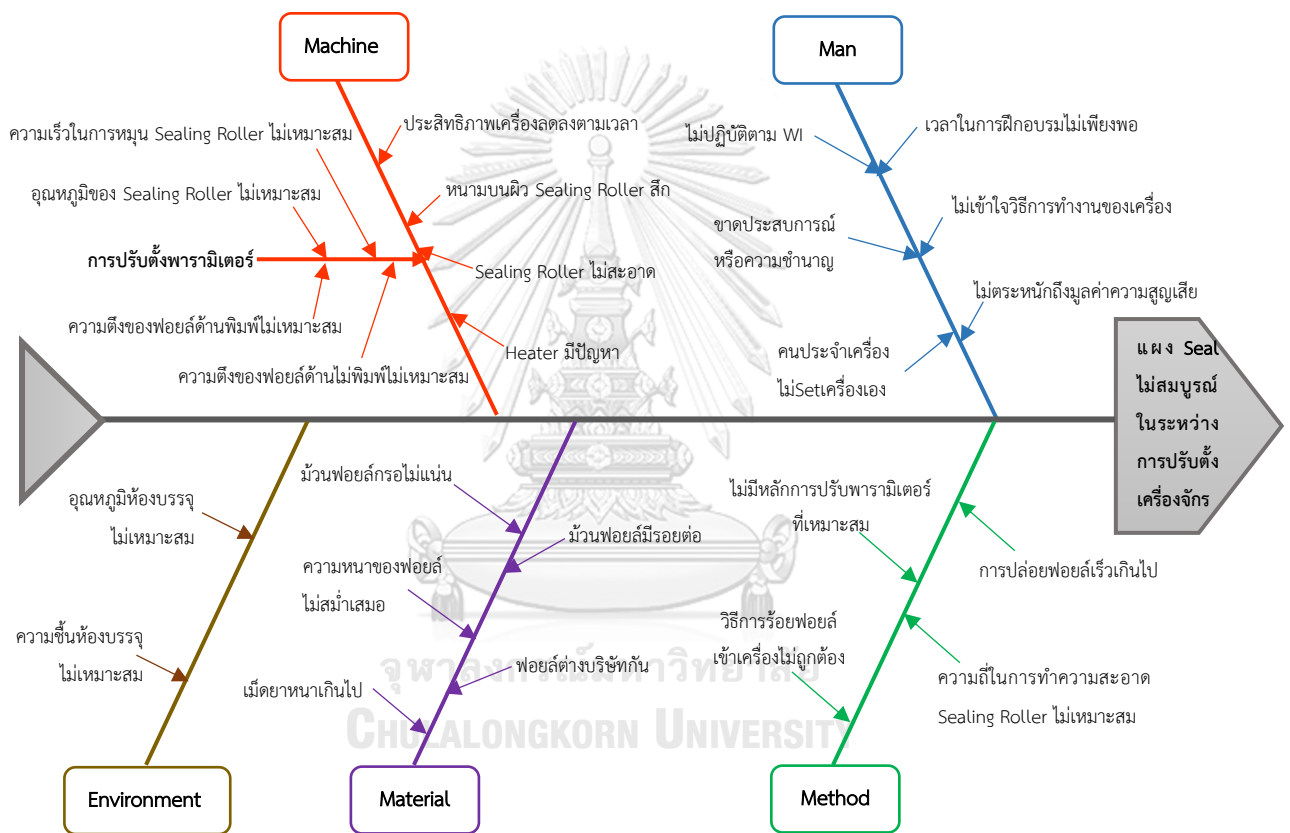 Machine
Man
ประสิทธิภาพเครื่องลดลงตามเวลา
ความเร็วในการหมุน Sealing Roller ไม่เหมาะสม
หนามบนผิว Sealing Roller สึก
อุณหภูมิของ Sealing Roller ไม่เหมาะสม
การปรับตั้งพารามิเตอร์
Sealing Roller ไม่สะอาด
ความตึงของฟอยล์ด้านพิมพ์ไม่เหมาะสม
Heater มีปัญหา
ความตึงของฟอยล์ด้านไม่พิมพ์ไม่เหมาะสม
ไม่ปฏิบัติตาม WI
เวลาในการฝึกอบรมไม่เพียงพอ
ไม่เข้าใจวิธีการทำงานของเครื่อง
ขาดประสบการณ์
หรือความชำนาญ
ไม่ตระหนักถึงมูลค่าความสูญเสีย
คนประจำเครื่อง
ไม่Setเครื่องเอง
แผง Seal
ไม่สมบูรณ์
ในระหว่าง
การปรับตั้ง
เครื่องจักร
อุณหภูมิห้องบรรจุ
ไม่เหมาะสม
ความชื้นห้องบรรจุ
ไม่เหมาะสม
ม้วนฟอยล์กรอไม่แน่น
ม้วนฟอยล์มีรอยต่อ
ความหนาของฟอยล์
ไม่สม่ำเสมอ
ฟอยล์ต่างบริษัทกัน
เม็ดยาหนาเกินไป
ไม่มีหลักการปรับพารามิเตอร์
ที่เหมาะสม
การปล่อยฟอยล์เร็วเกินไป
วิธีการร้อยฟอยล์
เข้าเครื่องไม่ถูกต้อง
ความถี่ในการทำความสะอาด
Sealing Roller ไม่เหมาะสม
จุฬาลงกรณ์มหาวิทยาลัย
CHULALONGKORN UNIVERSITY
Environment
Material
Method